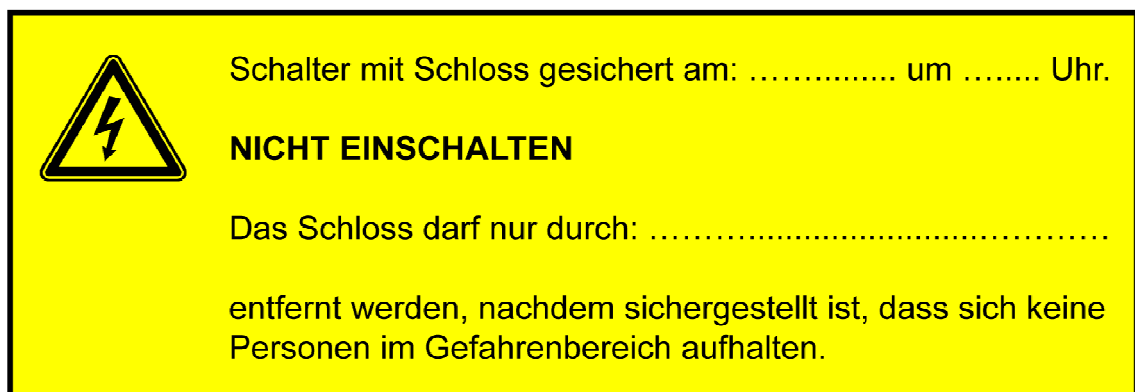 Schalter mit Schloss gesichert am: ……......... um …..... Uhr.
NICHT EINSCHALTEN
Das Schloss darf nur durch: ……….........................…………
entfernt werden, nachdem sichergestellt ist, dass sich keine
Personen im Gefahrenbereich aufhalten.